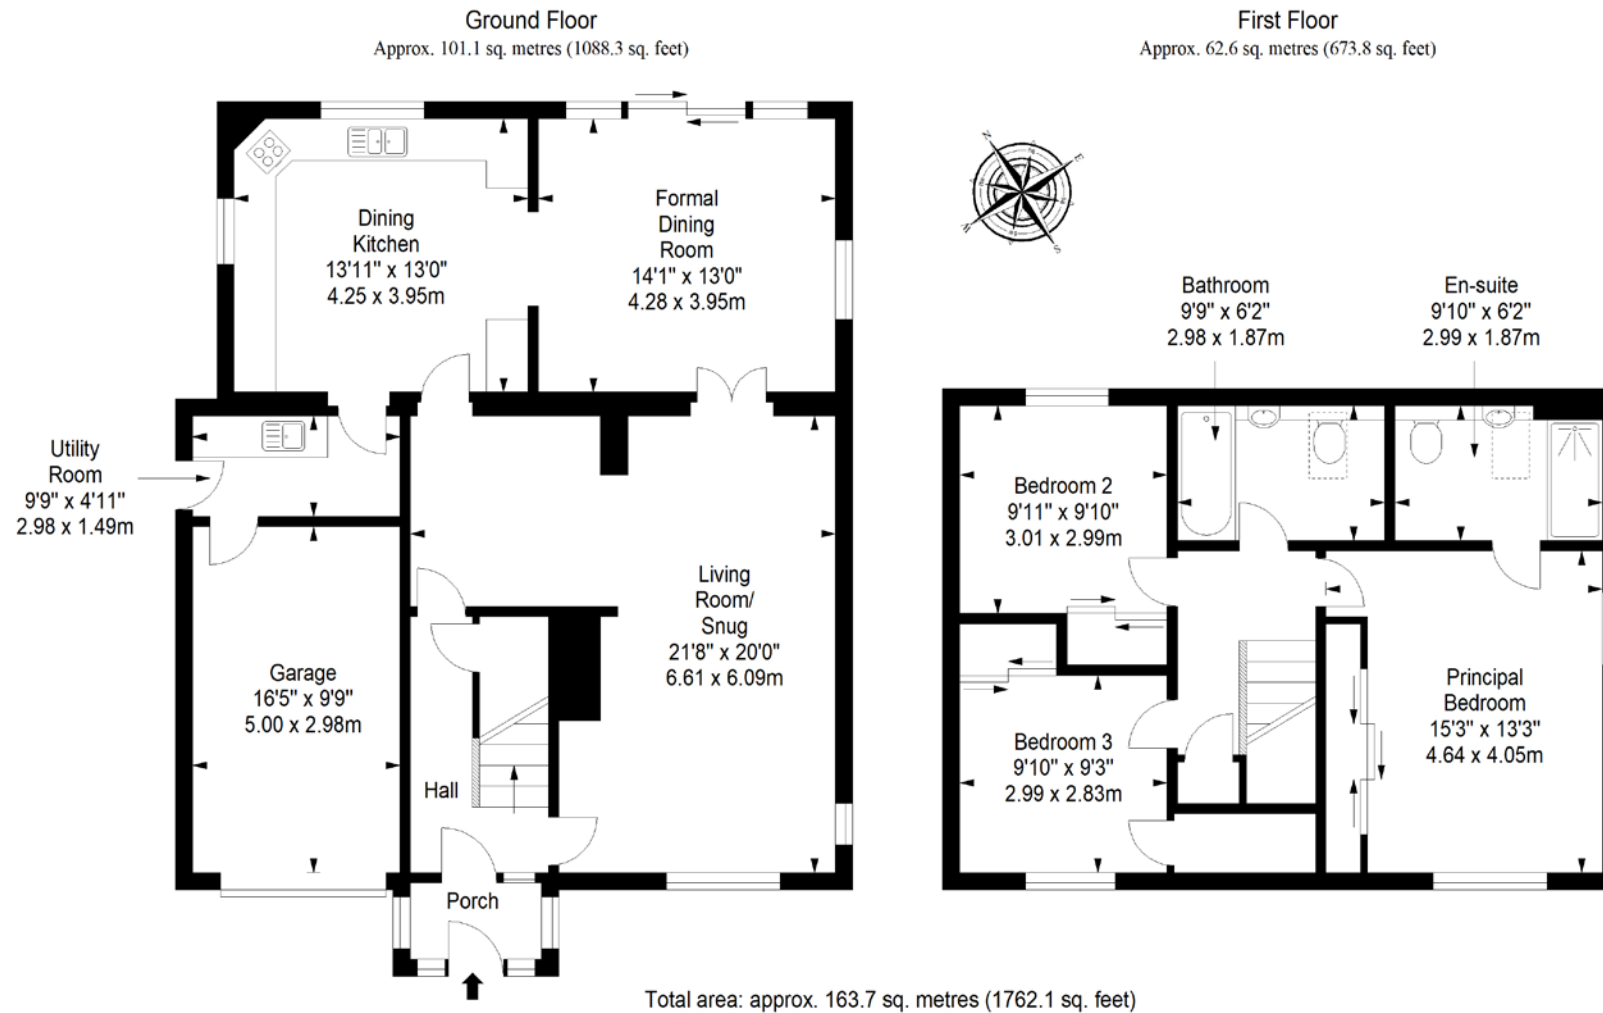 Ground Floor
Approx. 101.1 sq. metres (1088.3 sq. feet)
First Floor
Approx. 62.6 sq. metres (673.8 sq. feet)
Dining
Kitchen
13'11" x 13'0"
4.25 x 3.95m
Formal
Dining
Room
14'1" x 13'0"
4.28 x 3.95m
N
E
S
W
Bathroom
9'9" x 6'2"
2.98 x 1.87m
En-suite
9'10" x 6'2"
2.99 x 1.87m
Utility
Room
9'9" x 4'11"
2.98 x 1.49m
Bedroom 2
9'11" x 9'10"
3.01 x 2.99m
Living
Room/
Snug
21'8" x 20'0"
6.61 x 6.09m
Garage
16'5" x 9'9"
5.00 x 2.98m
Principal
Bedroom
15'3" x 13'3"
4.64 x 4.05m
Bedroom 3
9'10" x 9'3"
2.99 x 2.83m
Hall
Porch
Total area: approx. 163.7 sq. metres (1762.1 sq. feet)